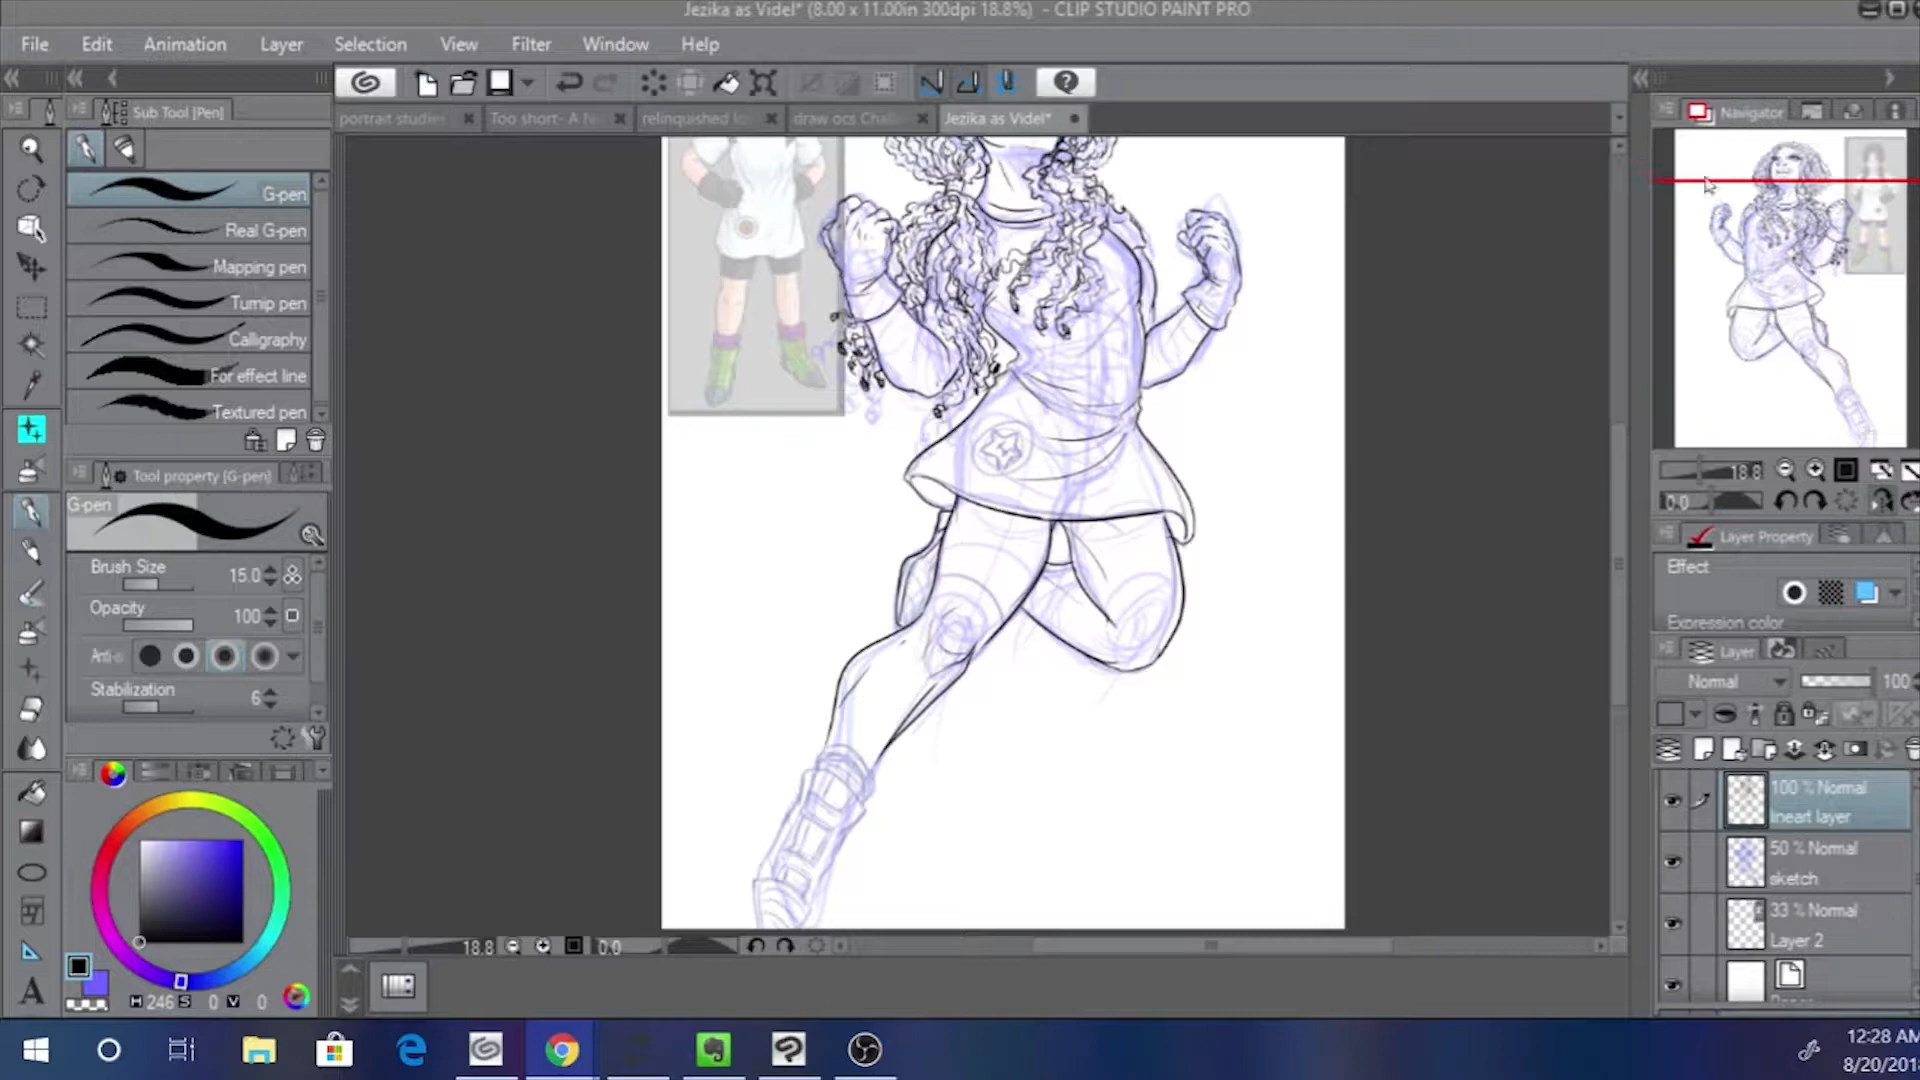 Jezika as Videl* (8.00 x 11.00in 300dpi 18.8%) - CLIP STUDIO PAINT PRO
File Edit Animation Layer Selection View Filter Window Help
Sub Tool [Pen]
portrait studies Too short- A relinquished draw ocs Jezika as Videl*
Navigator
G-pen
Real G-pen
Mapping pen
Turnip pen
Calligraphy
For effect line
Textured pen
Tool property [G-pen]
G-pen
Brush Size
15.0
Opacity
100
Stabilization
6
H 246 S 0 V 0
18.8 0.0
18.8
0.0
Layer Property
Effect
Expression color
Layer
Normal 100
100 % Normal
lineart layer
50 % Normal
sketch
33 % Normal
Layer 2
A
12:28 AM